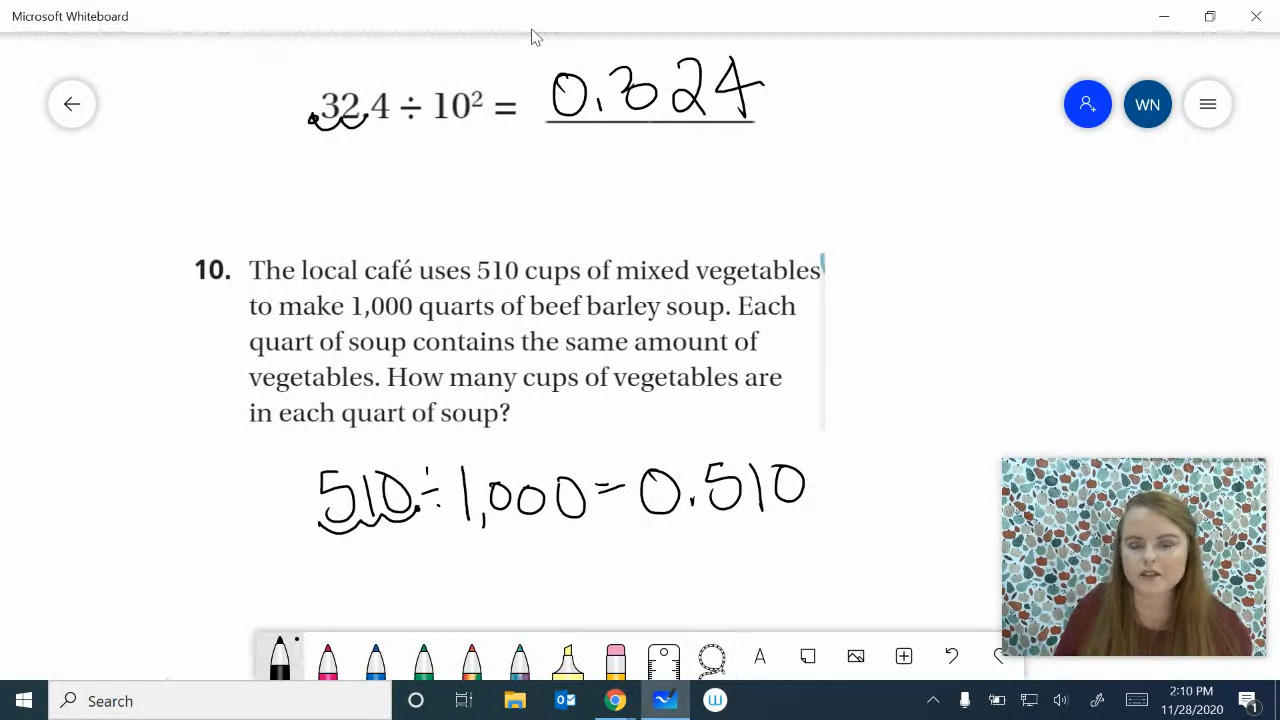 Microsoft Whiteboard
.32.4 ÷ 10² = 0.324
WN
10. The local café uses 510 cups of mixed vegetables
to make 1,000 quarts of beef barley soup. Each
quart of soup contains the same amount of
vegetables. How many cups of vegetables are
in each quart of soup?
510. ÷ 1,000 = 0.510
A
Search
2:10 PM
11/28/2020
1